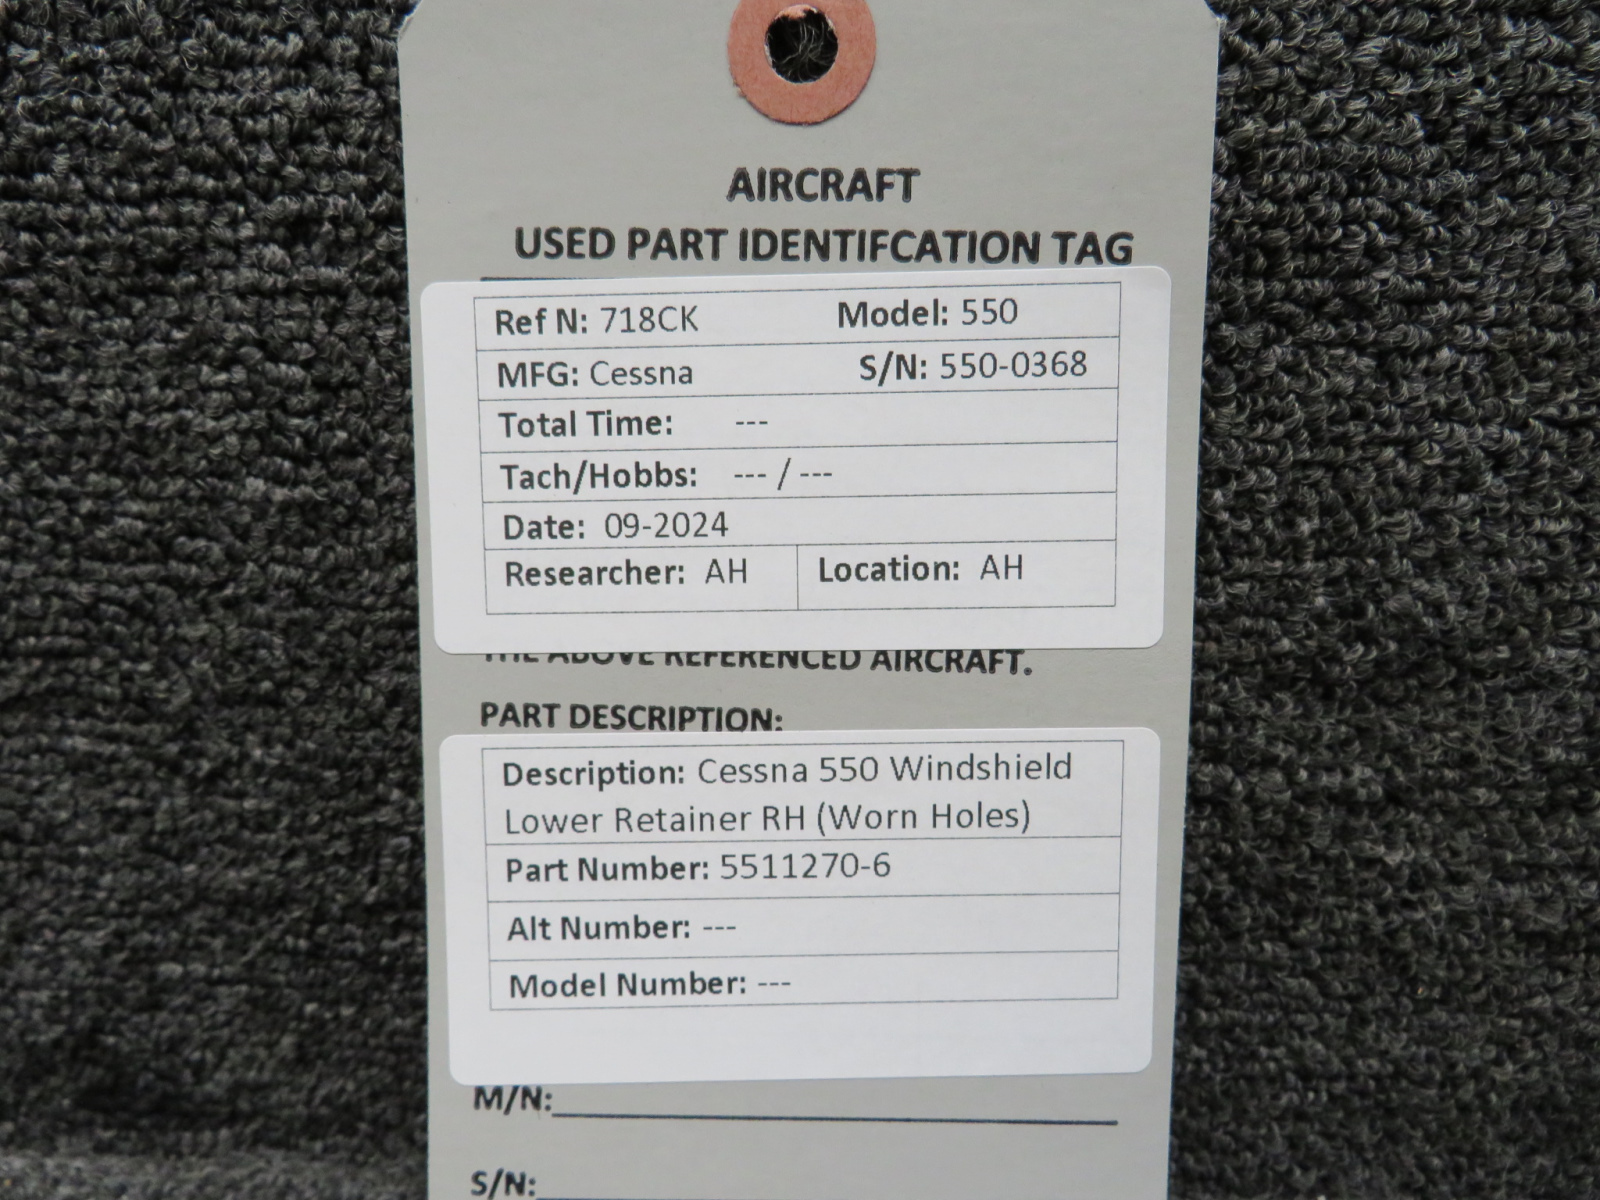 AIRCRAFT
USED PART IDENTIFCATION TAG
Ref N: 718CK Model: 550
MFG: Cessna S/N: 550-0368
Total Time: ---
Tach/Hobbs: --- / ---
Date: 09-2024
Researcher: AH Location: AH
THE ABOVE REFERENCED AIRCRAFT.
PART DESCRIPTION:
Description: Cessna 550 Windshield
Lower Retainer RH (Worn Holes)
Part Number: 5511270-6
Alt Number: ---
Model Number: ---
M/N:
S/N: